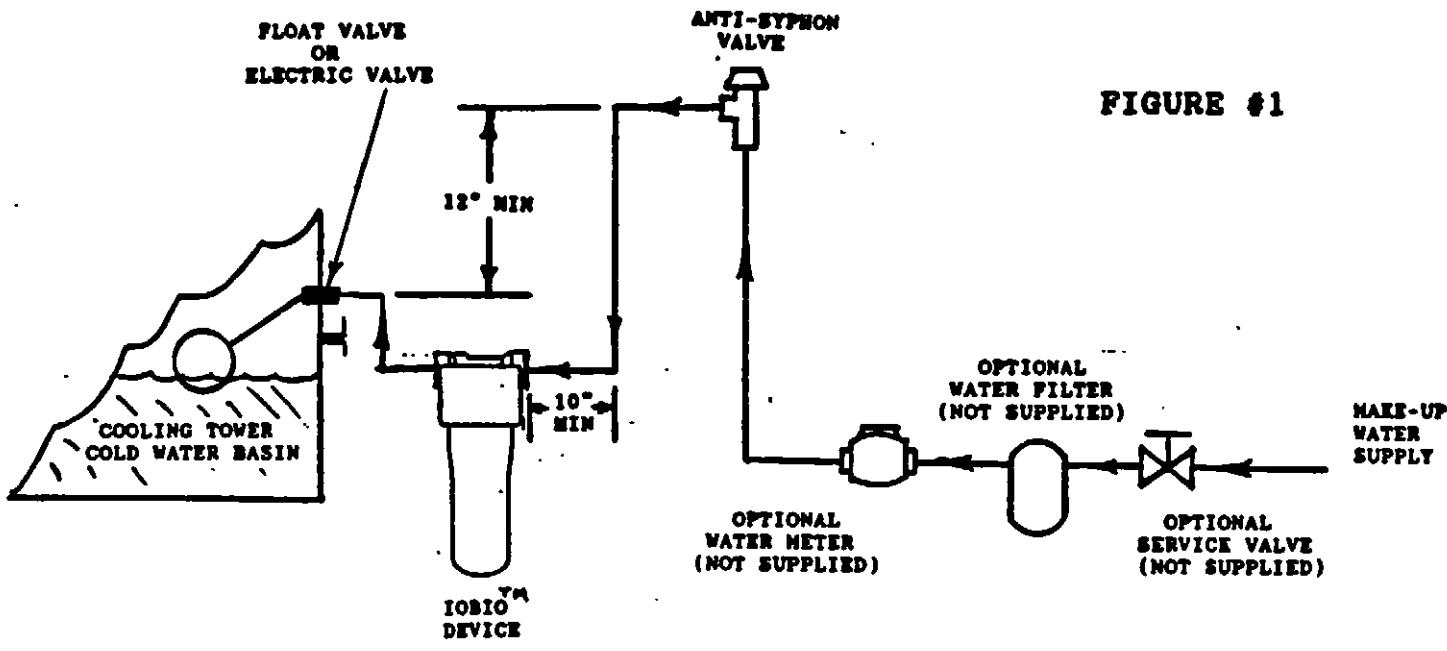 FLOAT VALVE
OR
ELECTRIC VALVE
ANTI-SYPHON
VALVE
FIGURE #1
12" MIN
10"
MIN
COOLING TOWER
COLD WATER BASIN
OPTIONAL
WATER FILTER
(NOT SUPPLIED)
MAKE-UP
WATER
SUPPLY
OPTIONAL
WATER METER
(NOT SUPPLIED)
OPTIONAL
SERVICE VALVE
(NOT SUPPLIED)
IOBIO™
DEVICE